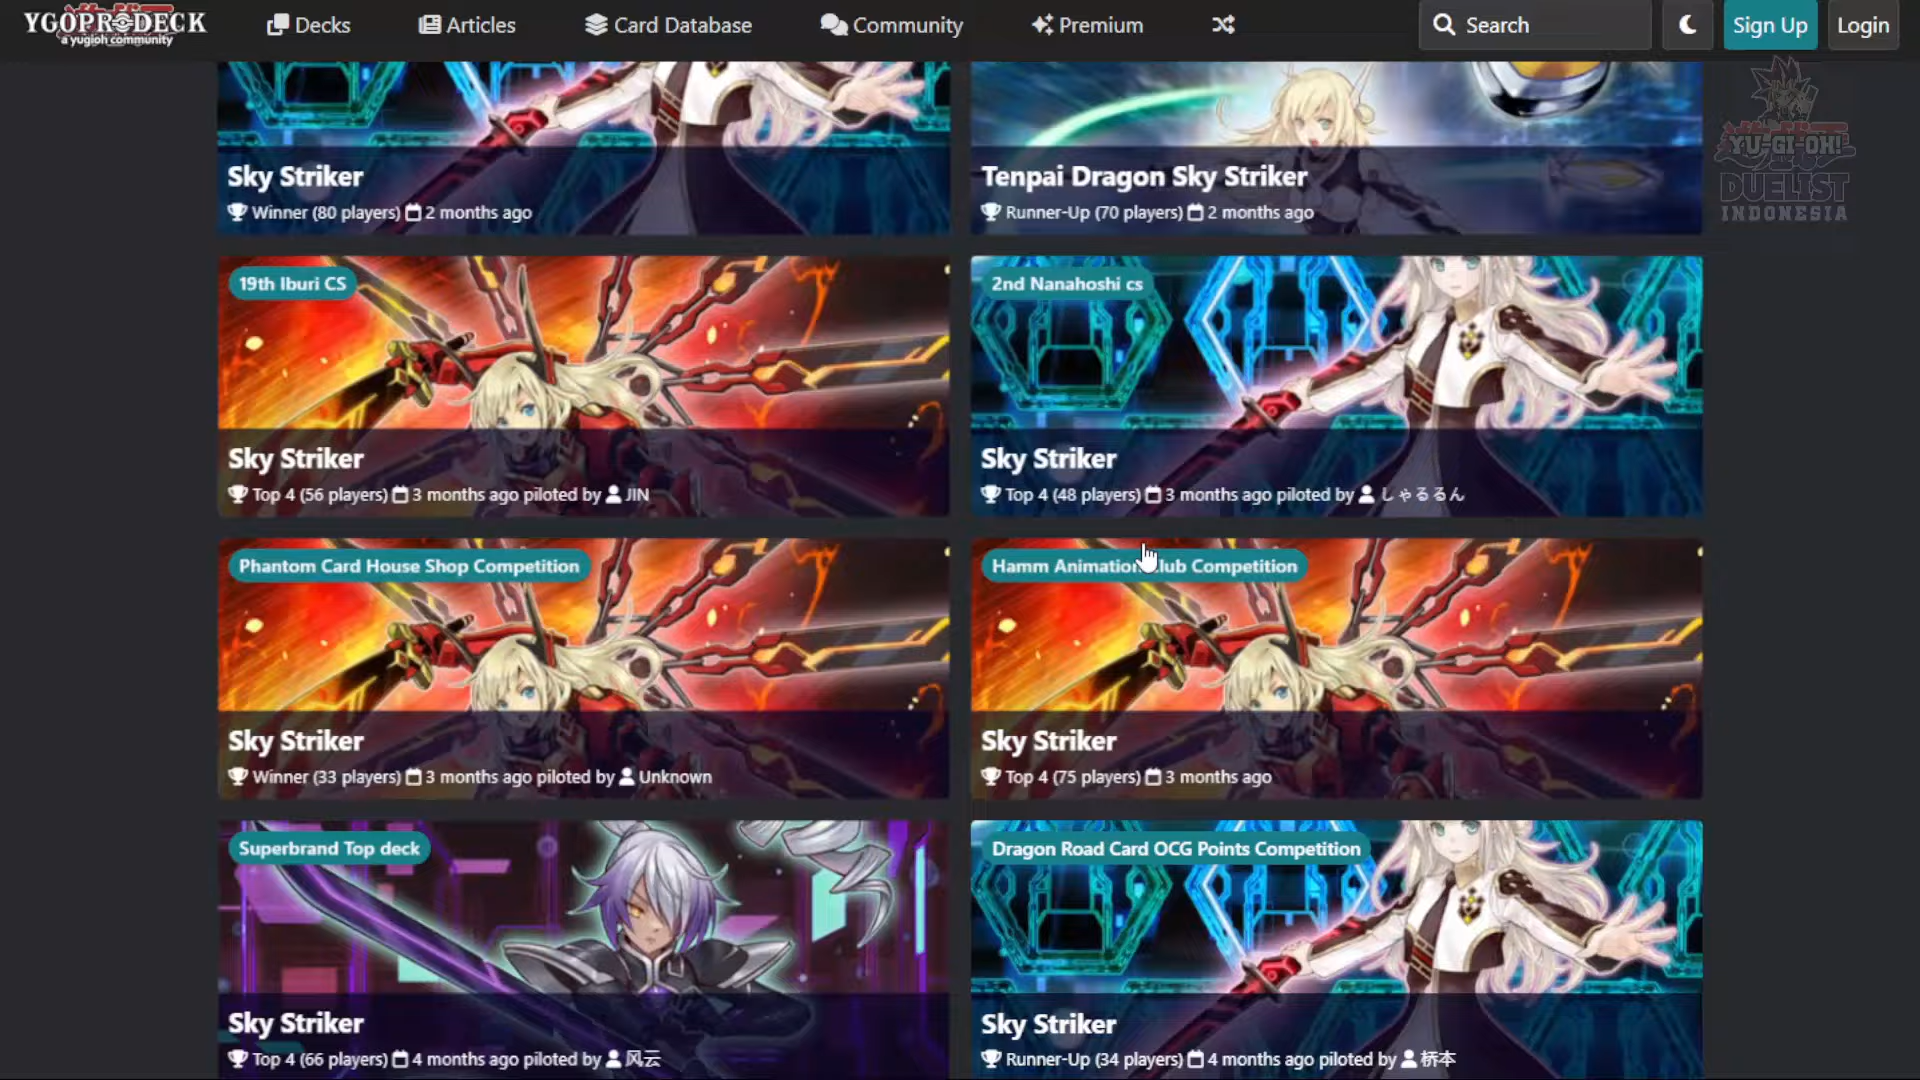 YGOPRODECK
a yugioh community
Decks
Articles
Card Database
Community
Premium
Search
Sign Up
Login
YU-GI-OH!
DUELIST
INDONESIA
Sky Striker
Winner (80 players) 2 months ago
Tenpai Dragon Sky Striker
Runner-Up (70 players) 2 months ago
19th Iburi CS
Sky Striker
Top 4 (56 players) 3 months ago piloted by JIN
2nd Nanahoshi cs
Sky Striker
Top 4 (48 players) 3 months ago piloted by しゃるるん
Phantom Card House Shop Competition
Sky Striker
Winner (33 players) 3 months ago piloted by Unknown
Hamm Animation Club Competition
Sky Striker
Top 4 (75 players) 3 months ago
Superbrand Top deck
Sky Striker
Top 4 (66 players) 4 months ago piloted by 风云
Dragon Road Card OCG Points Competition
Sky Striker
Runner-Up (34 players) 4 months ago piloted by 桥本